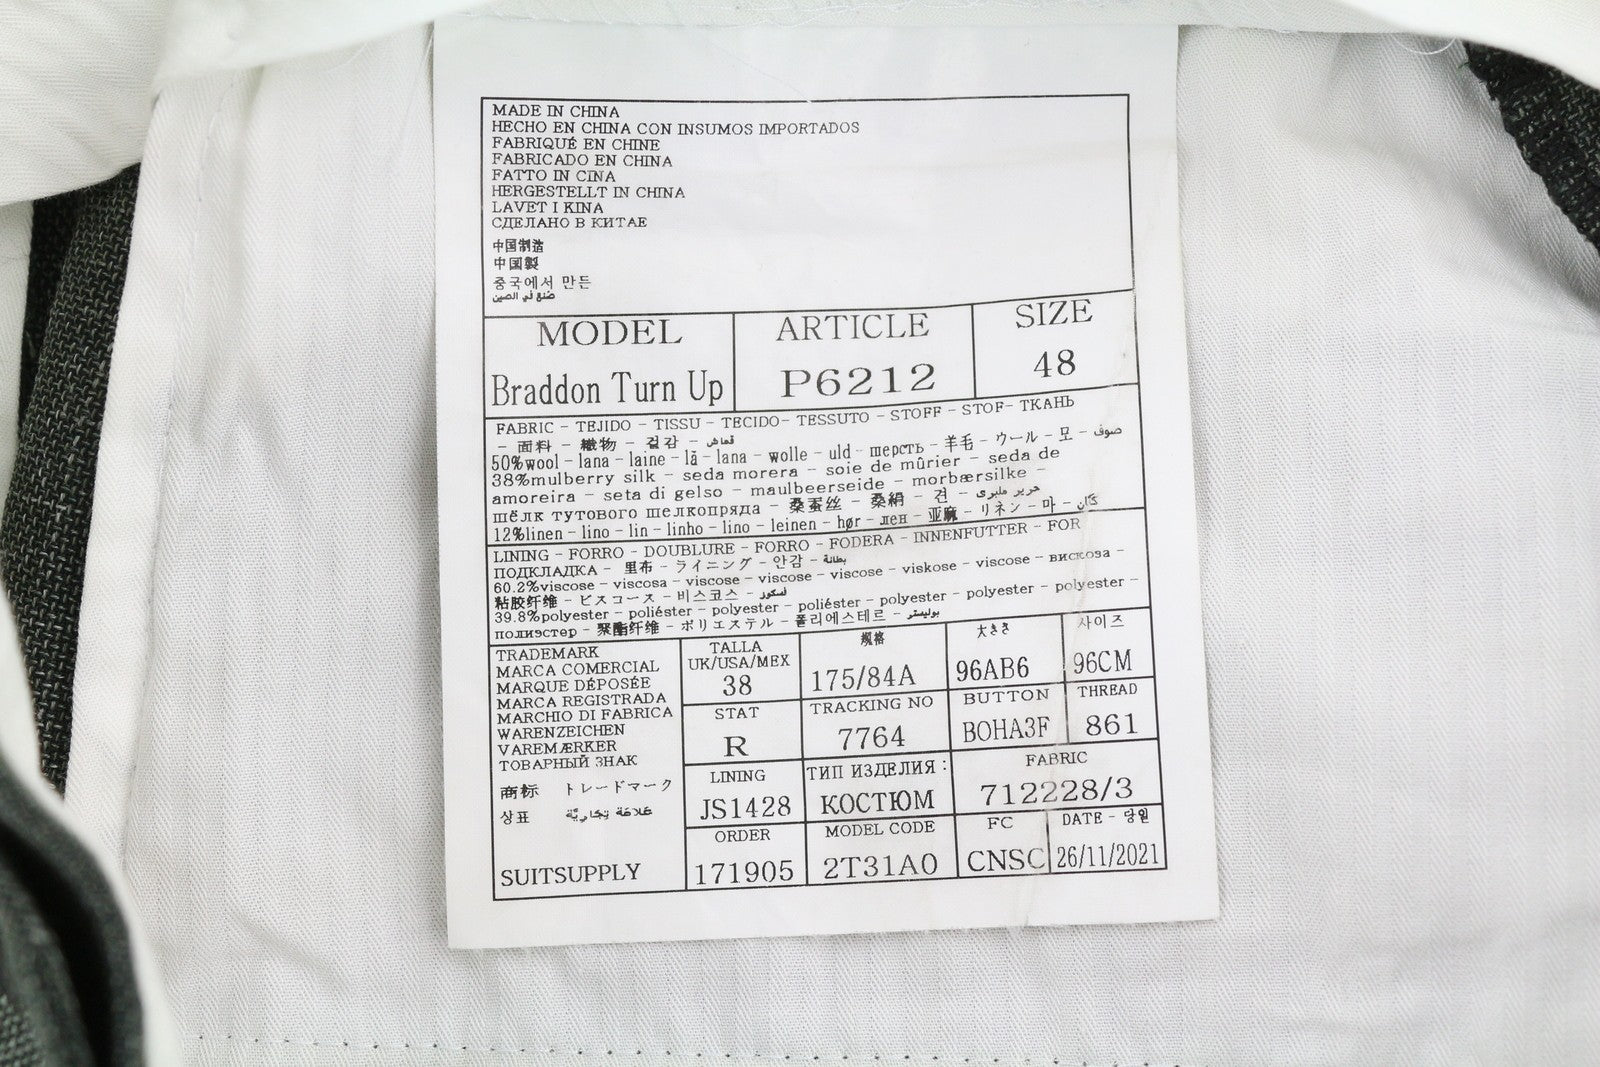 MADE IN CHINA
HECHO EN CHINA CON INSUMOS IMPORTADOS
FABRIQUÉ EN CHINE
FABRICADO EN CHINA
FATTO IN CINA
HERGESTELLT IN CHINA
LAVET I KINA
СДЕЛАНО В КИТАЕ
中国制造
中国製
중국에서 만든
صنع في الصين
MODEL
Braddon Turn Up
ARTICLE
P6212
SIZE
48
FABRIC - TEJIDO - TISSU - TECIDO- TESSUTO - STOFF - STOF- ТКАНЬ
- 面料 - 織物 - 겉감 - قماش
50%wool - lana - laine - lã - lana - wolle - uld - шерсть - 羊毛 - ウール - 모 - صوف
38%mulberry silk - seda morera - soie de mûrier - seda de
amoreira - seta di gelso - maulbeerseide - morbærsilke -
шёлк тутового шелкопряда - 桑蚕丝 - 桑絹 - 견 - حرير ملبري
12%linen - lino - lin - linho - lino - leinen - hør - лен - 亚麻 - リネン - 마 - كتان
LINING - FORRO - DOUBLURE - FORRO - FODERA - INNENFUTTER - FOR
ПОДКЛАДКА - 里布 - ライニング - 안감 - بطانة
60.2%viscose - viscosa - viscose - viscose - viscose - viskose - viscose - вискоза -
粘胶纤维 - ビスコース - 비스코스 -
39.8%polyester - poliéster - polyester - poliéster - polyester - polyester - polyester -
полиэстер - 聚酯纤维 - ポリエステル - 폴리에스테르 - بوليستر
TRADEMARK
MARCA COMERCIAL
MARQUE DÉPOSÉE
MARCA REGISTRADA
MARCHIO DI FABRICA
WARENZEICHEN
VAREMÆRKER
ТОВАРНЫЙ ЗНАК
商标 トレードマーク
상표 علامة تجارية
SUITSUPPLY
TALLA
UK/USA/MEX
38
规格
175/84A
大きさ
96AB6
사이즈
96CM
STAT
R
TRACKING NO
7764
BUTTON
BOHA3F
THREAD
861
LINING
JS1428
ТИП ИЗДЕЛИЯ:
КОСТЮМ
FABRIC
712228/3
ORDER
171905
MODEL CODE
2T31A0
FC
CNSC
DATE - 당일
26/11/2021